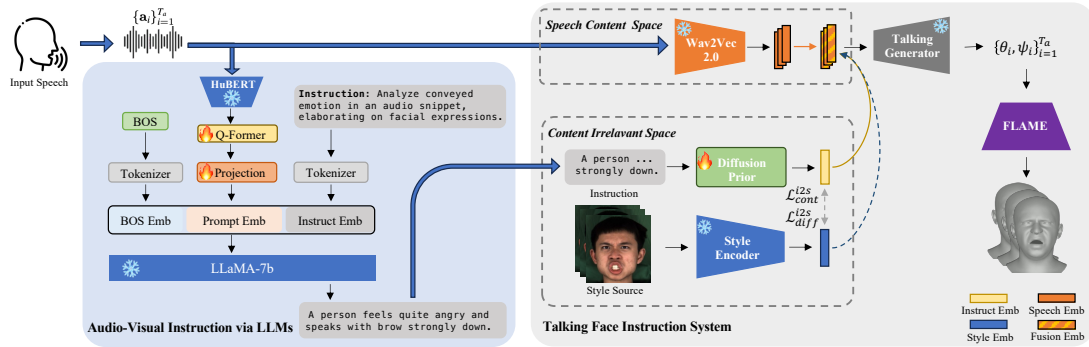 {a_i}_{i=1}^{T_a}
Input Speech
HuBERT
Instruction: Analyze conveyed
emotion in an audio snippet,
elaborating on facial expressions.
BOS
Q-Former
Tokenizer
Projection
Tokenizer
BOS Emb
Prompt Emb
Instruct Emb
LLaMA-7b
A person feels quite angry and
speaks with brow strongly down.
Audio-Visual Instruction via LLMs
Speech Content Space
Wav2Vec
2.0
Talking
Generator
{θ_i, ψ_i}_{i=1}^{T_a}
FLAME
Content Irrelavant Space
A person ...
strongly down.
Instruction
Diffusion
Prior
ℒ_{cont}^{i2s}
ℒ_{diff}^{i2s}
Style
Encoder
Style Source
Talking Face Instruction System
Instruct Emb
Speech Emb
Style Emb
Fusion Emb